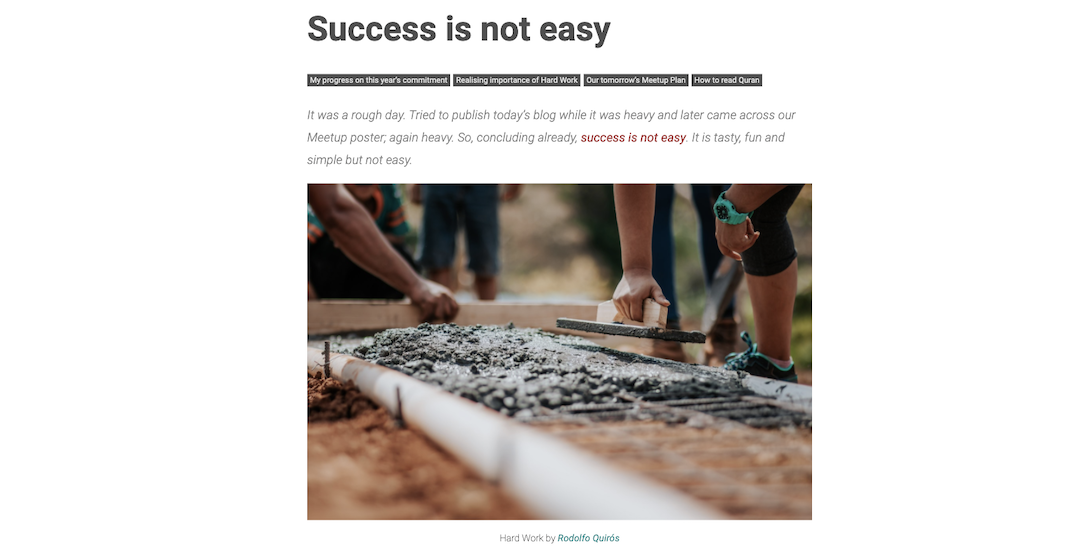 Success is not easy
My progress on this year's commitment Realising importance of Hard Work Our tomorrow's Meetup Plan How to read Quran
It was a rough day. Tried to publish today's blog while it was heavy and later came across our
Meetup poster; again heavy. So, concluding already, success is not easy. It is tasty, fun and
simple but not easy.
Hard Work by Rodolfo Quirós